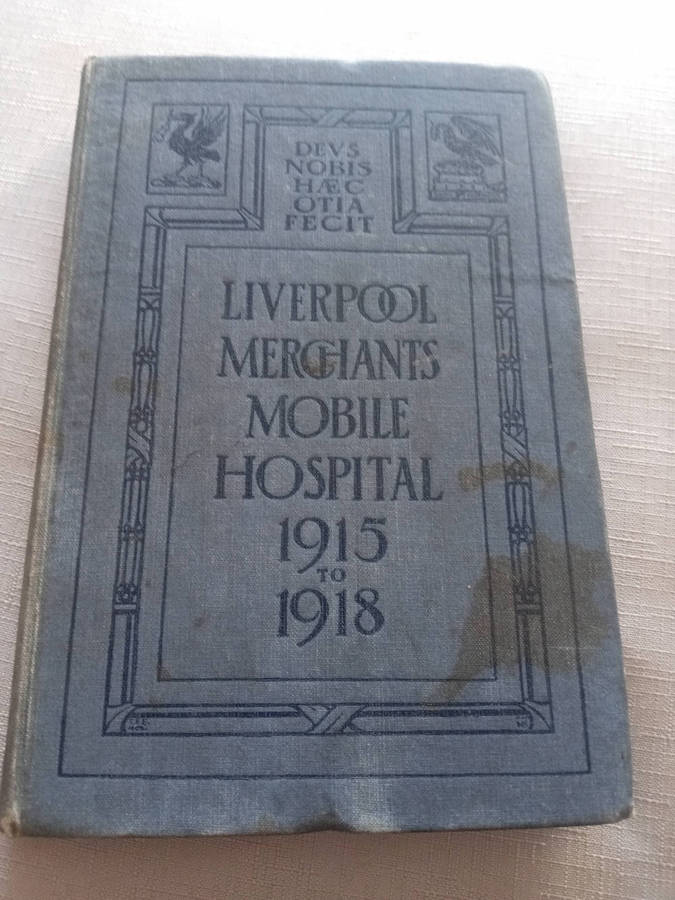 DEVS
NOBIS
HÆC
OTIA
FECIT
LIVERPOOL
MERCHANTS
MOBILE
HOSPITAL
1915
TO
1918